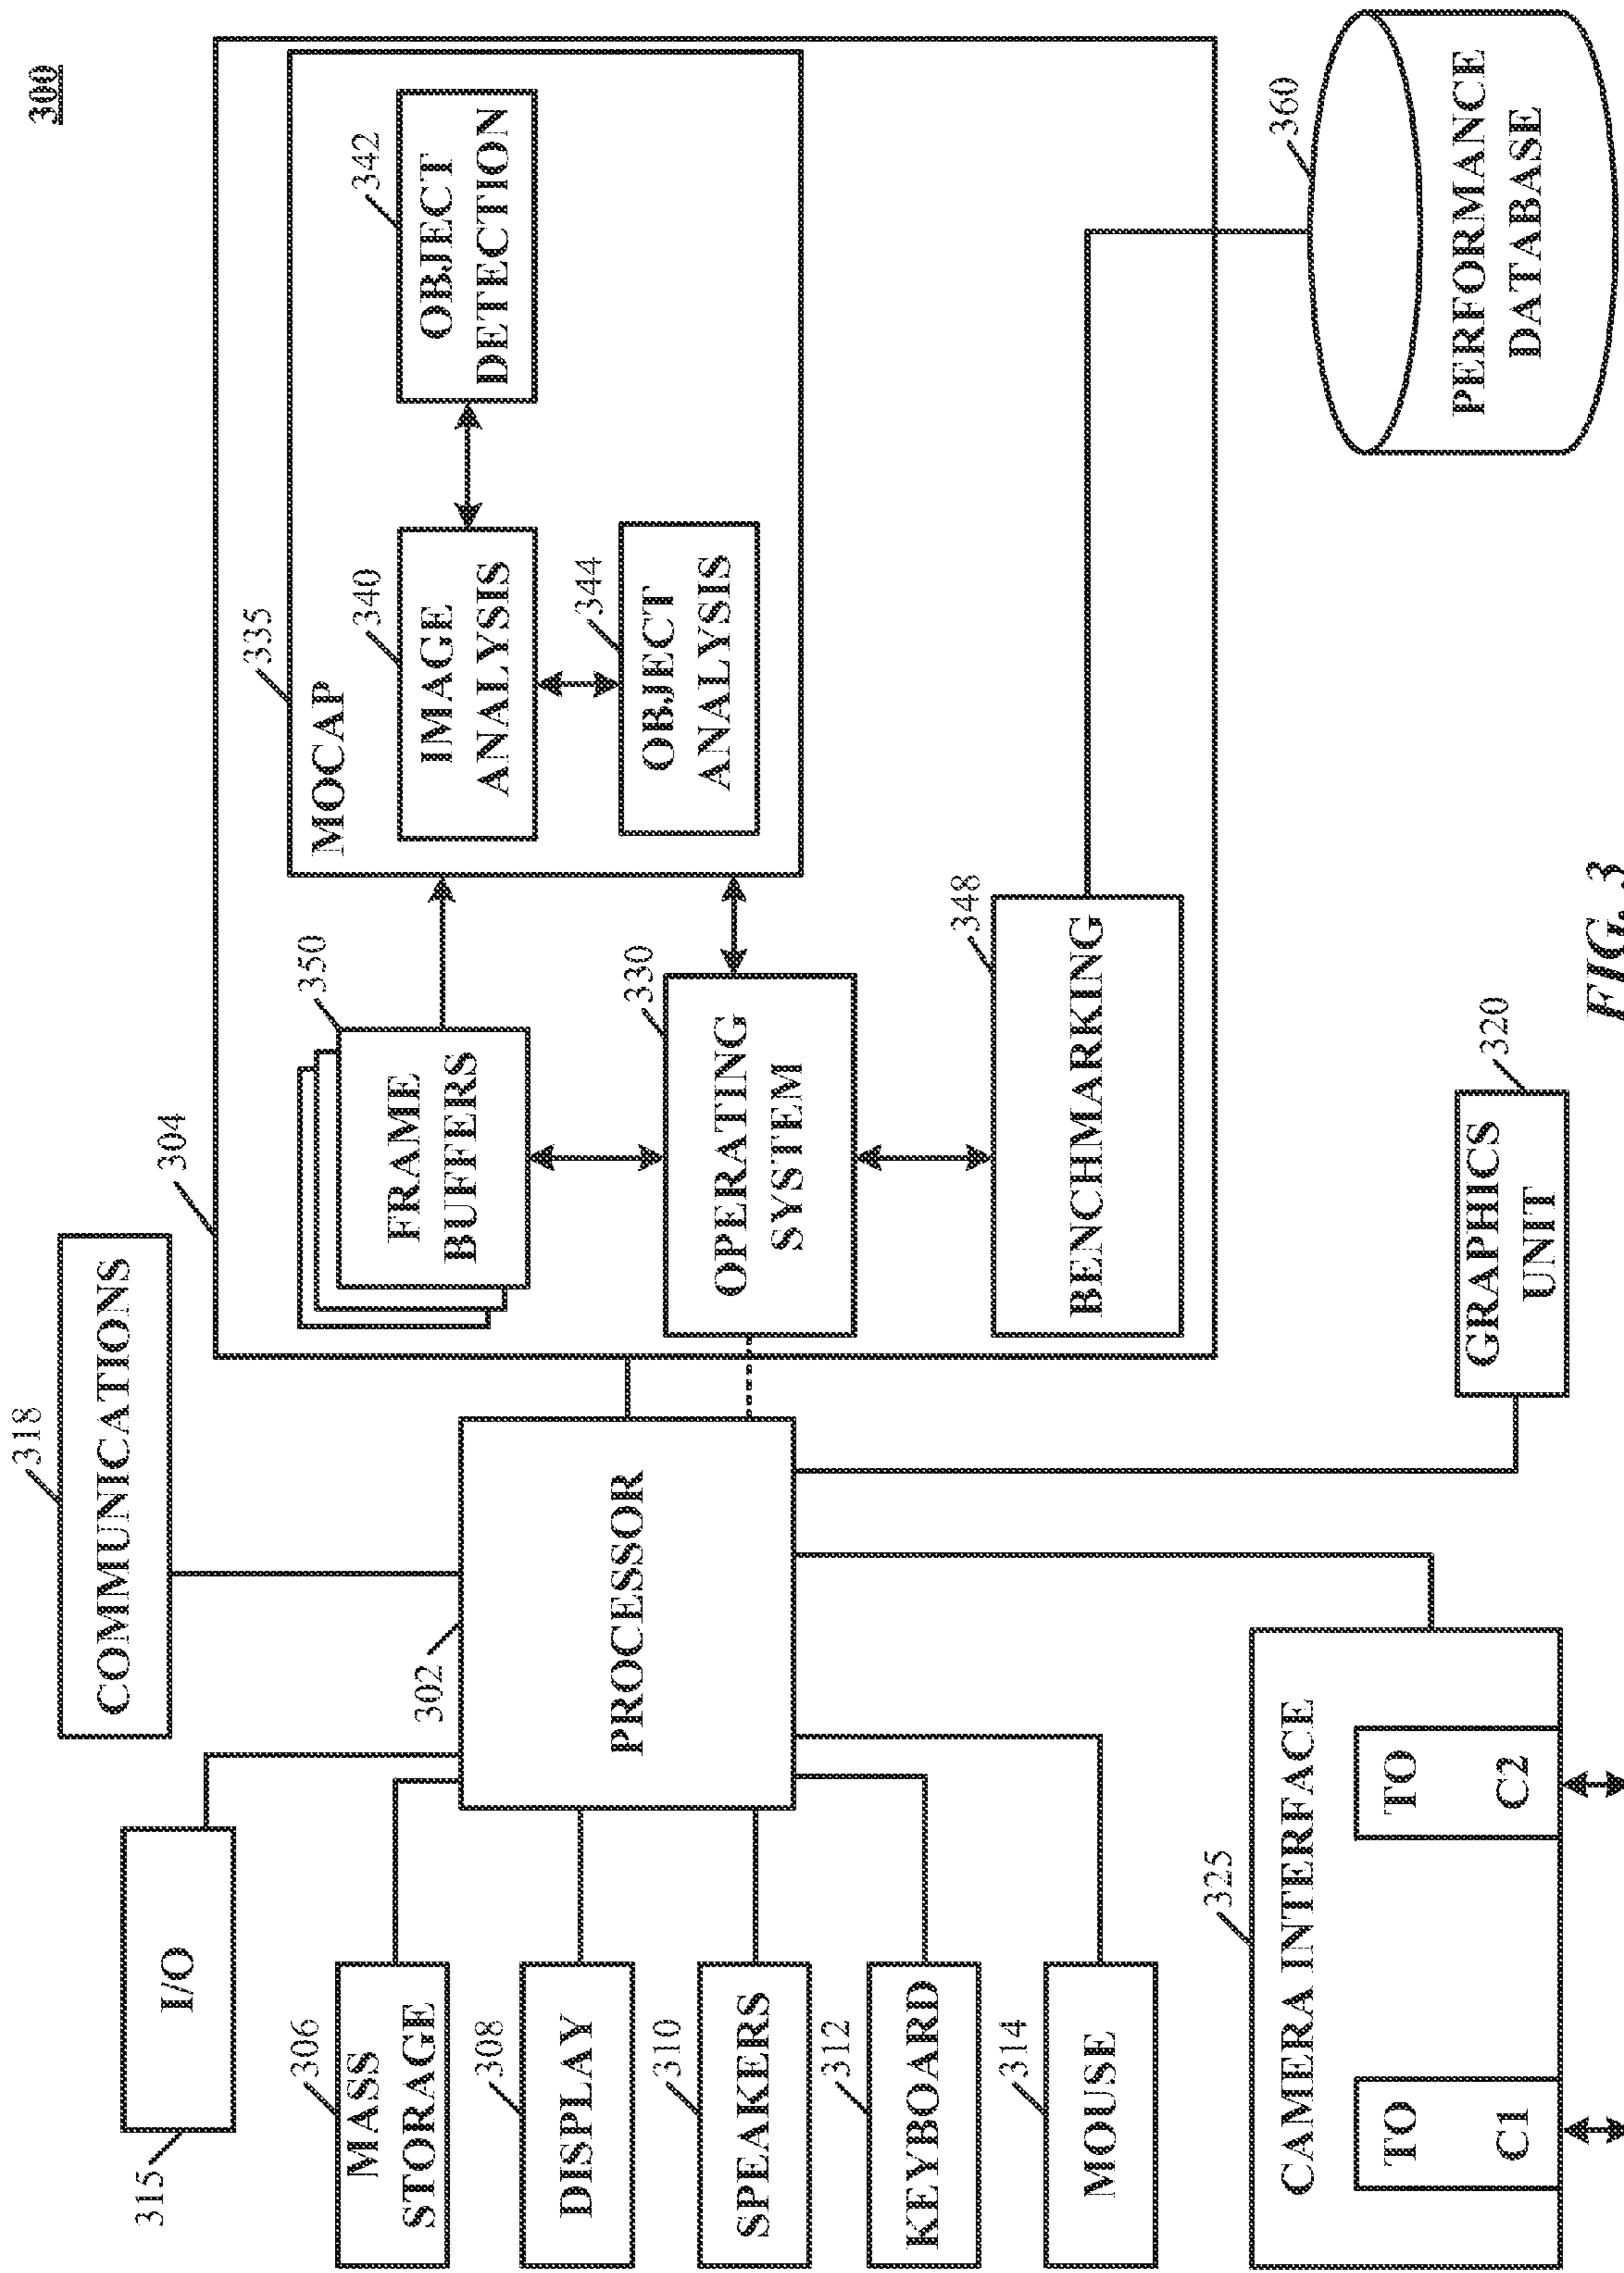 300
318
COMMUNICATIONS
304
315
I/O
306
MASS
STORAGE
308
DISPLAY
310
SPEAKERS
312
KEYBOARD
314
MOUSE
302
PROCESSOR
350
FRAME
BUFFERS
330
OPERATING
SYSTEM
348
BENCHMARKING
335
MOCAP
340
IMAGE
ANALYSIS
342
OBJECT
DETECTION
344
OBJECT
ANALYSIS
325
CAMERA INTERFACE
TO
C1
TO
C2
320
GRAPHICS
UNIT
360
PERFORMANCE
DATABASE
FIG. 3